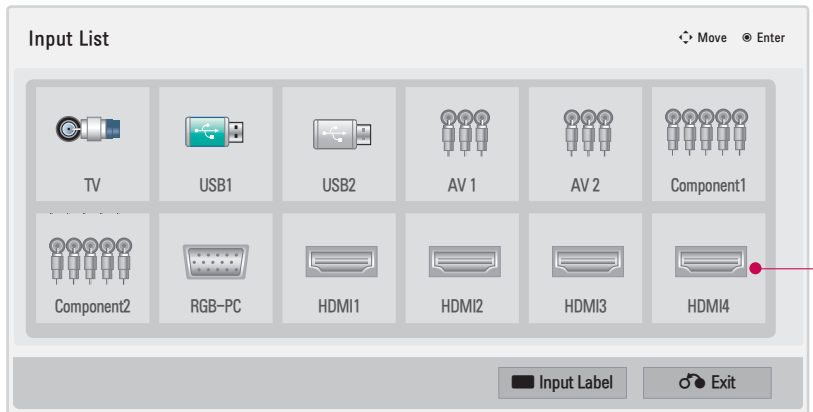 Input List
Move Enter
TV USB1 USB2 AV 1 AV 2 Component1
Component2 RGB-PC HDMI1 HDMI2 HDMI3 HDMI4
Input Label Exit